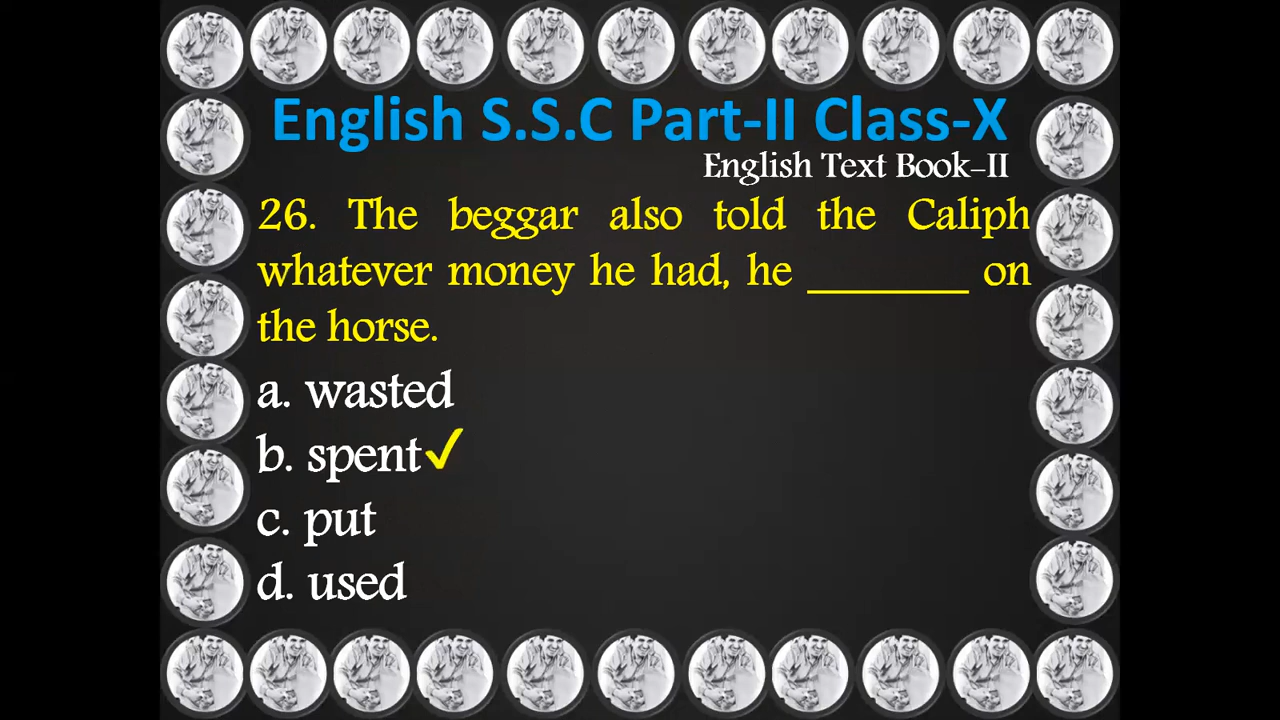 English S.S.C Part-II Class-X
English Text Book-II
26. The beggar also told the Caliph
whatever money he had, he _______ on
the horse.
a. wasted
b. spent✓
c. put
d. used